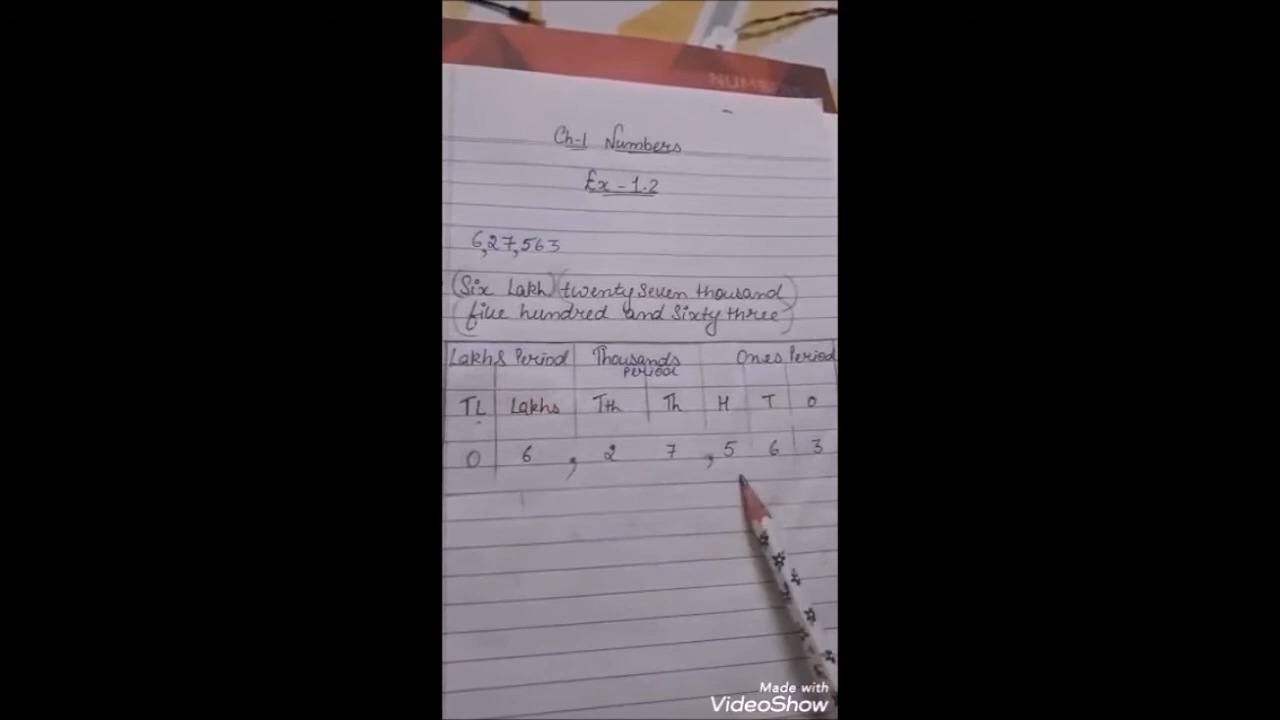 NUMBERS
Ch-1 Numbers
Ex - 1.2
6,27,563
(Six Lakh)(twenty seven thousand)
(five hundred and sixty three)
Lakhs Period Thousands Period Ones Period
TL Lakhs Tth Th H T O
0 6 , 2 7 , 5 6 3
Made with
VideoShow